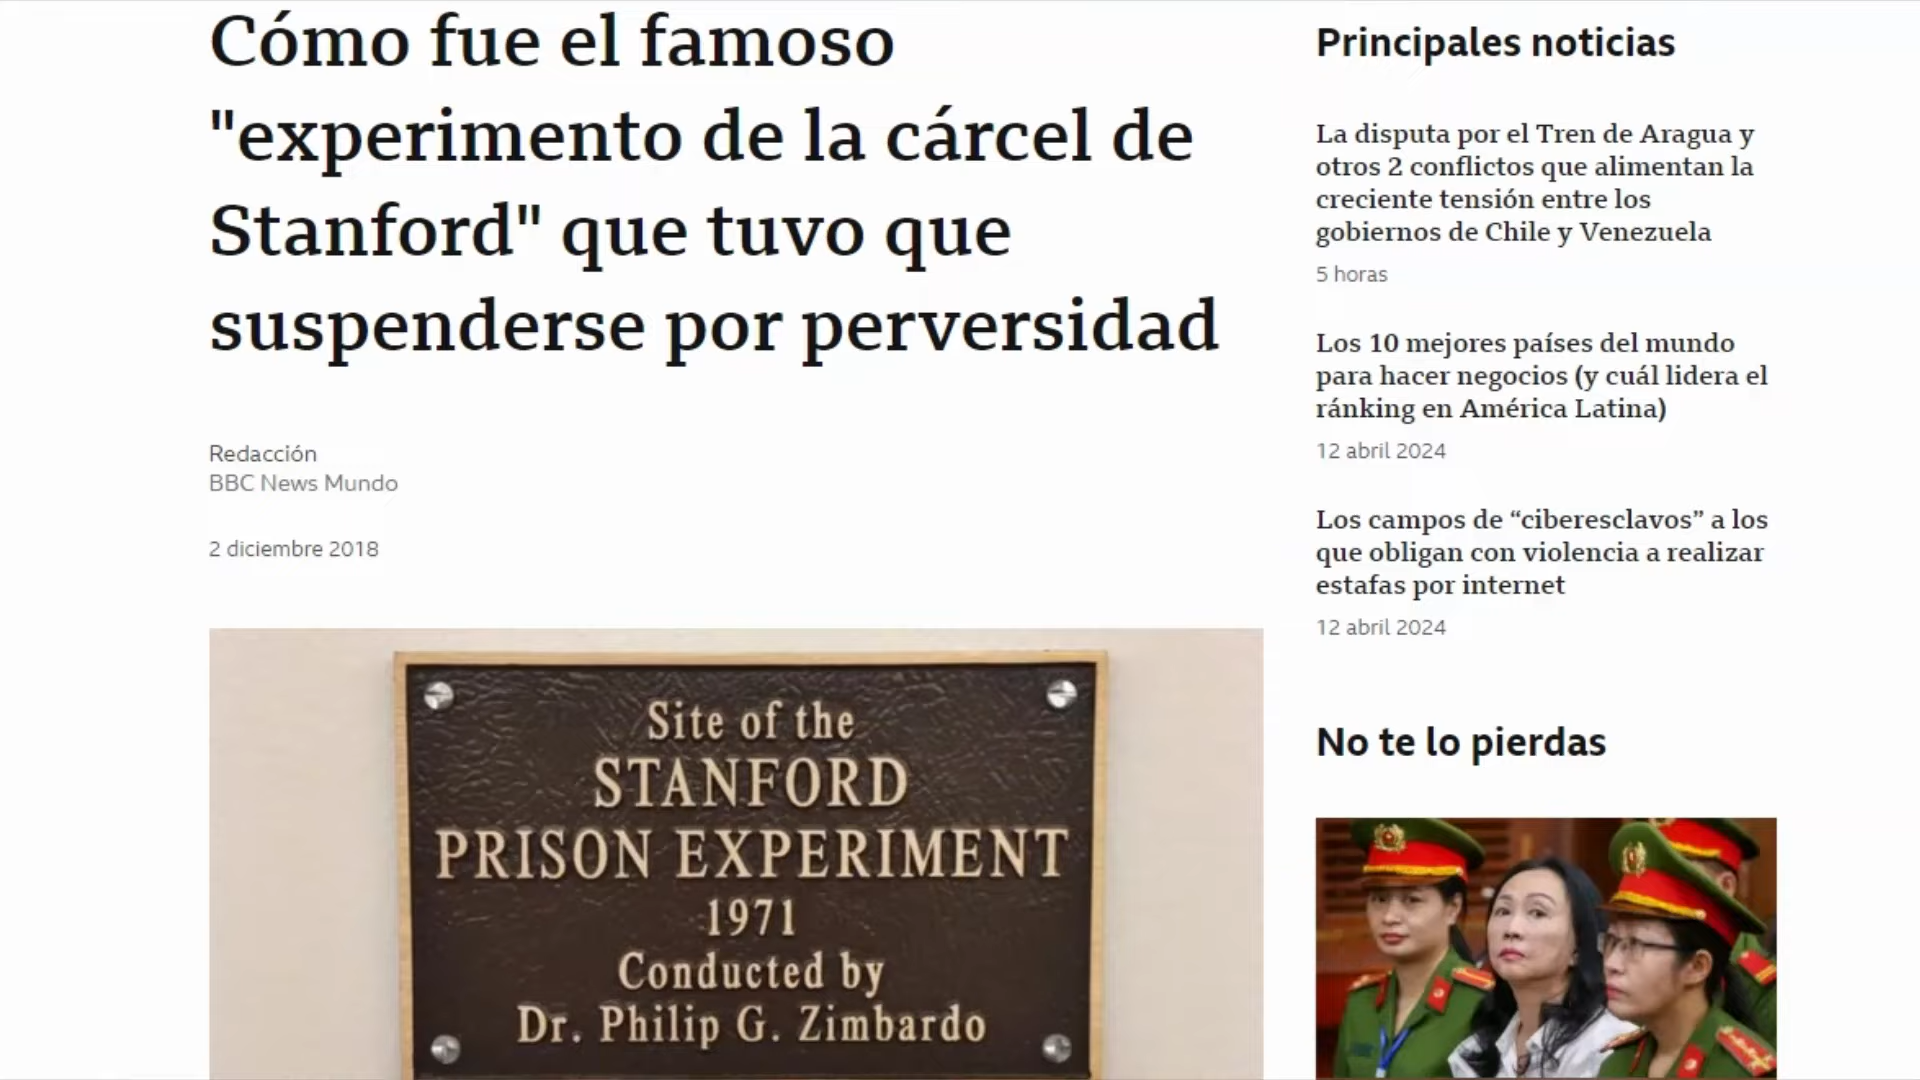 Cómo fue el famoso
"experimento de la cárcel de
Stanford" que tuvo que
suspenderse por perversidad
Redacción
BBC News Mundo
2 diciembre 2018
Site of the
STANFORD
PRISON EXPERIMENT
1971
Conducted by
Dr. Philip G. Zimbardo
Principales noticias
La disputa por el Tren de Aragua y
otros 2 conflictos que alimentan la
creciente tensión entre los
gobiernos de Chile y Venezuela
5 horas
Los 10 mejores países del mundo
para hacer negocios (y cuál lidera el
ránking en América Latina)
12 abril 2024
Los campos de “ciberesclavos” a los
que obligan con violencia a realizar
estafas por internet
12 abril 2024
No te lo pierdas